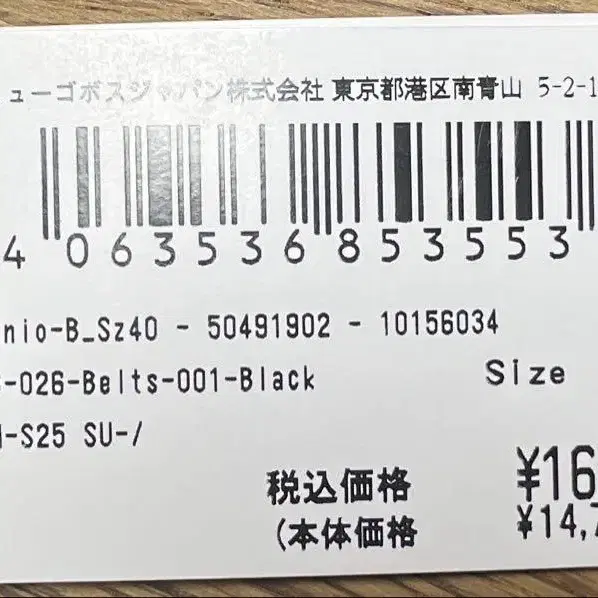 ューゴボスジャパン株式会社 東京都港区南青山 5-2-1
4 063536 853553
nio-B_Sz40 - 50491902 - 10156034
-026-Belts-001-Black Size
-S25 SU-/
税込価格 ¥16
(本体価格 ¥14,7